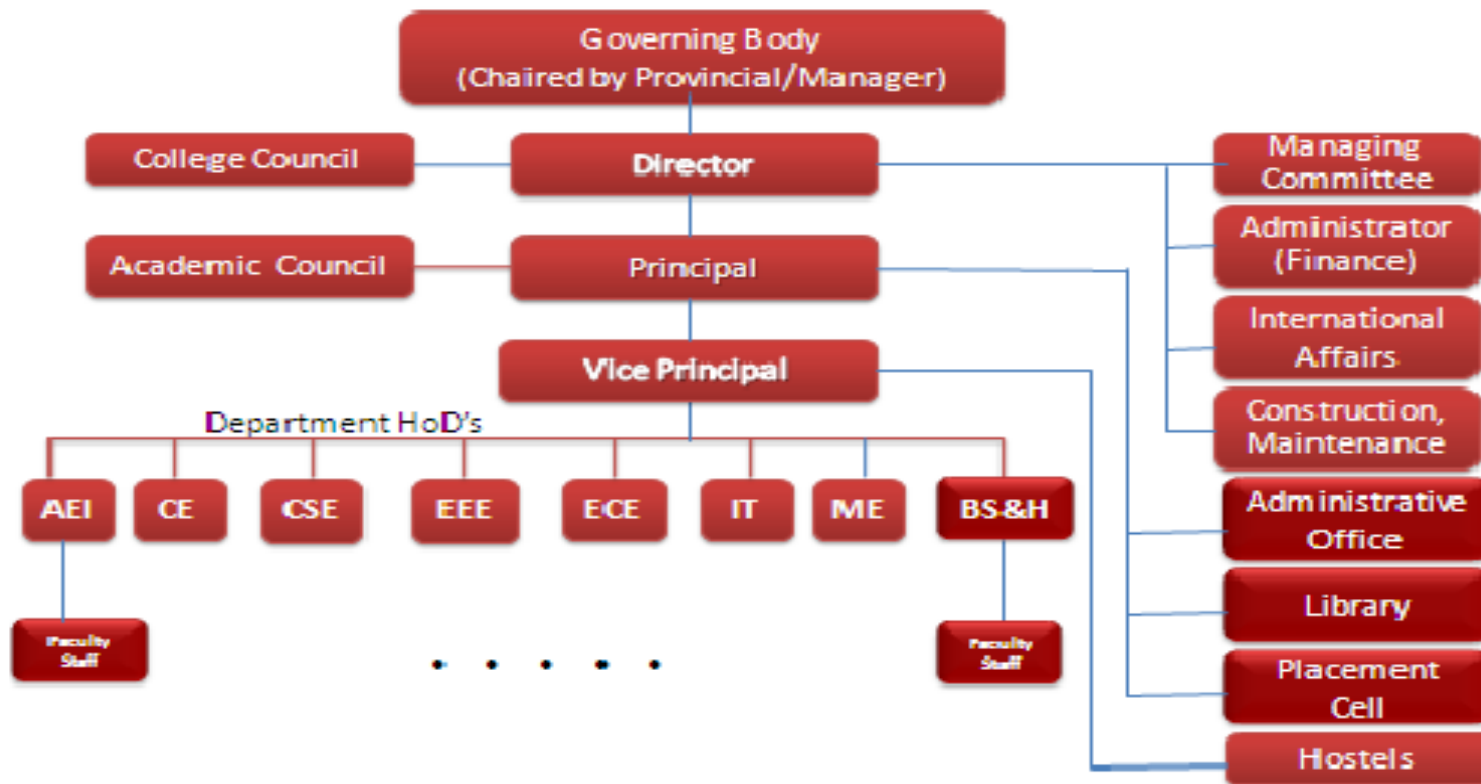 Governing Body
(Chaired by Provincial/Manager)
College Council
Director
Managing
Committee
Academic Council
Principal
Administrator
(Finance)
Vice Principal
International
Affairs
Department HoD's
Construction,
Maintenance
AEI
CE
CSE
EEE
ECE
IT
ME
BS&H
Administrative
Office
Library
Faculty
Staff
Faculty
Staff
Placement
Cell
Hostels